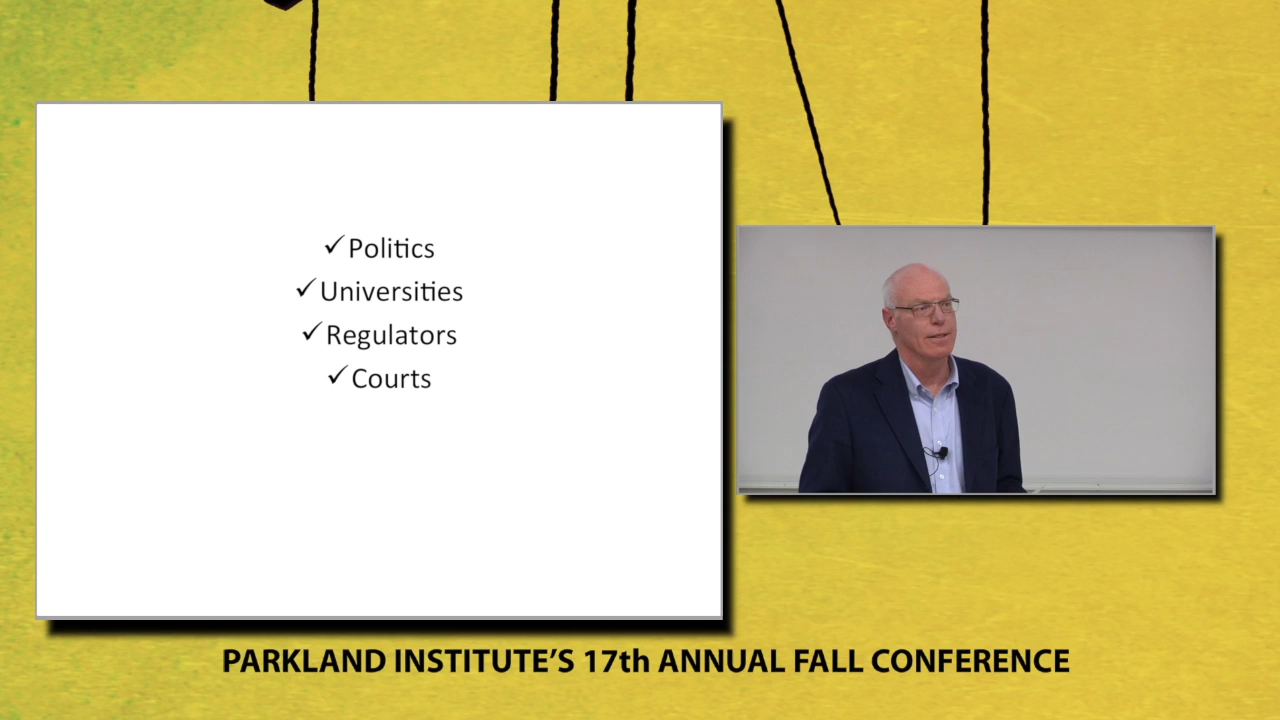 ✓Politics
✓Universities
✓Regulators
✓Courts
PARKLAND INSTITUTE'S 17th ANNUAL FALL CONFERENCE